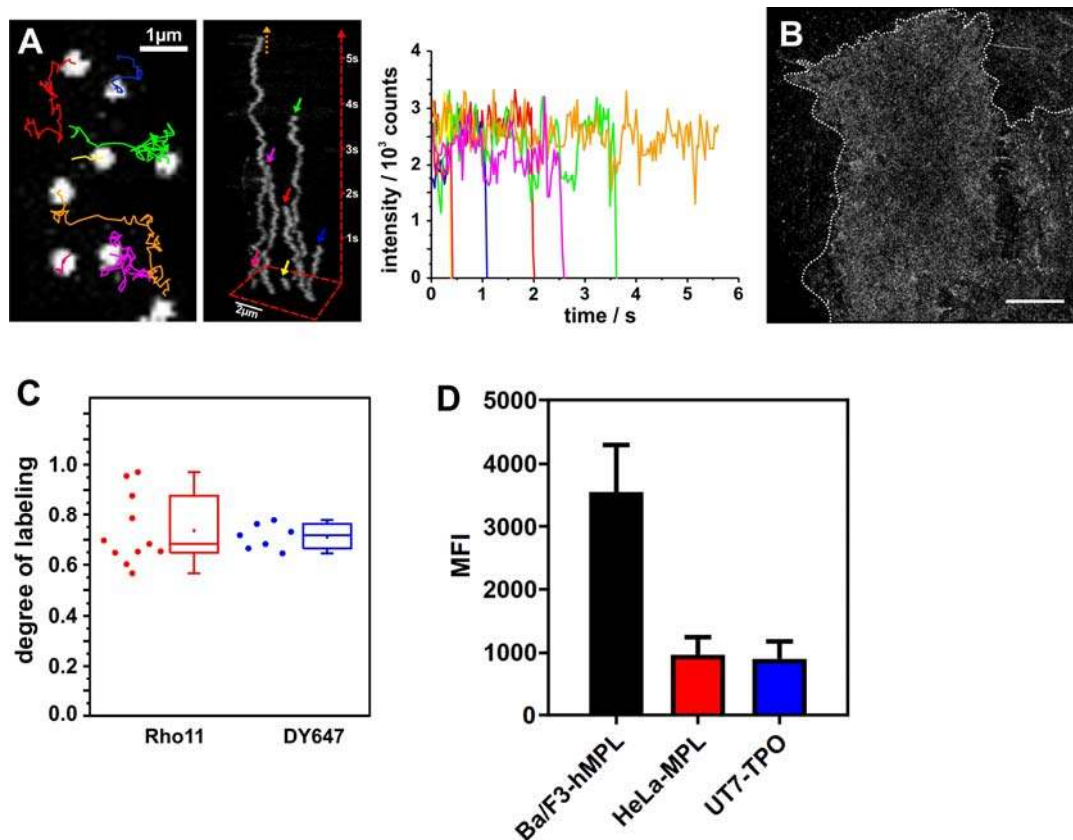 A
1µm
5s
4s
3s
2s
1s
2µm
intensity / 10³ counts
4
3
2
1
0
0 1 2 3 4 5 6
time / s
B
C
degree of labeling
1.0
0.8
0.6
0.4
0.2
0.0
Rho11 DY647
D
MFI
5000
4000
3000
2000
1000
0
Ba/F3-hMPL
HeLa-MPL
UT7-TPO